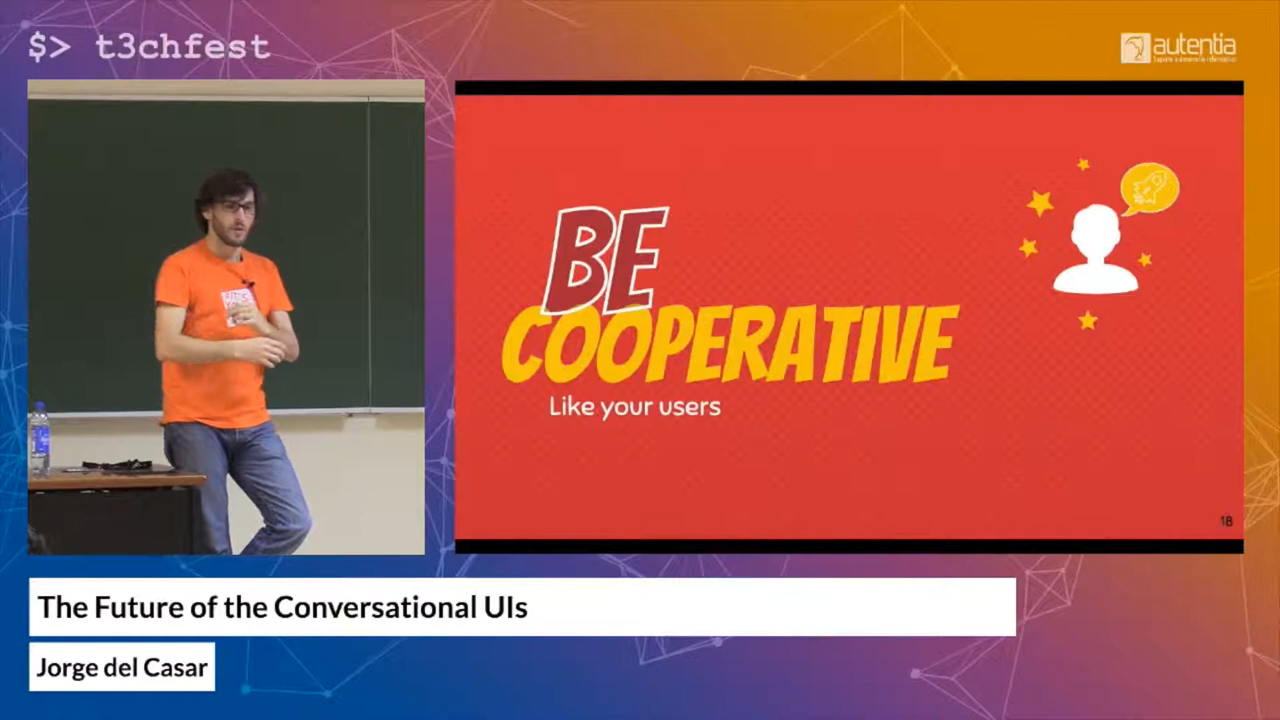 $> t3chfest
autentia
BE
COOPERATIVE
Like your users
18
The Future of the Conversational UIs
Jorge del Casar